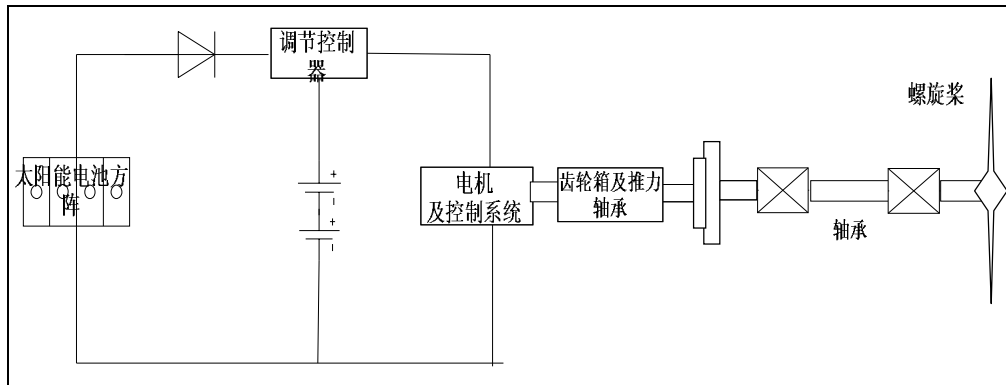 调节控制
器
螺旋桨
太阳能电池方
阵
+
-
+
-
电机
及控制系统
齿轮箱及推力
轴承
轴承